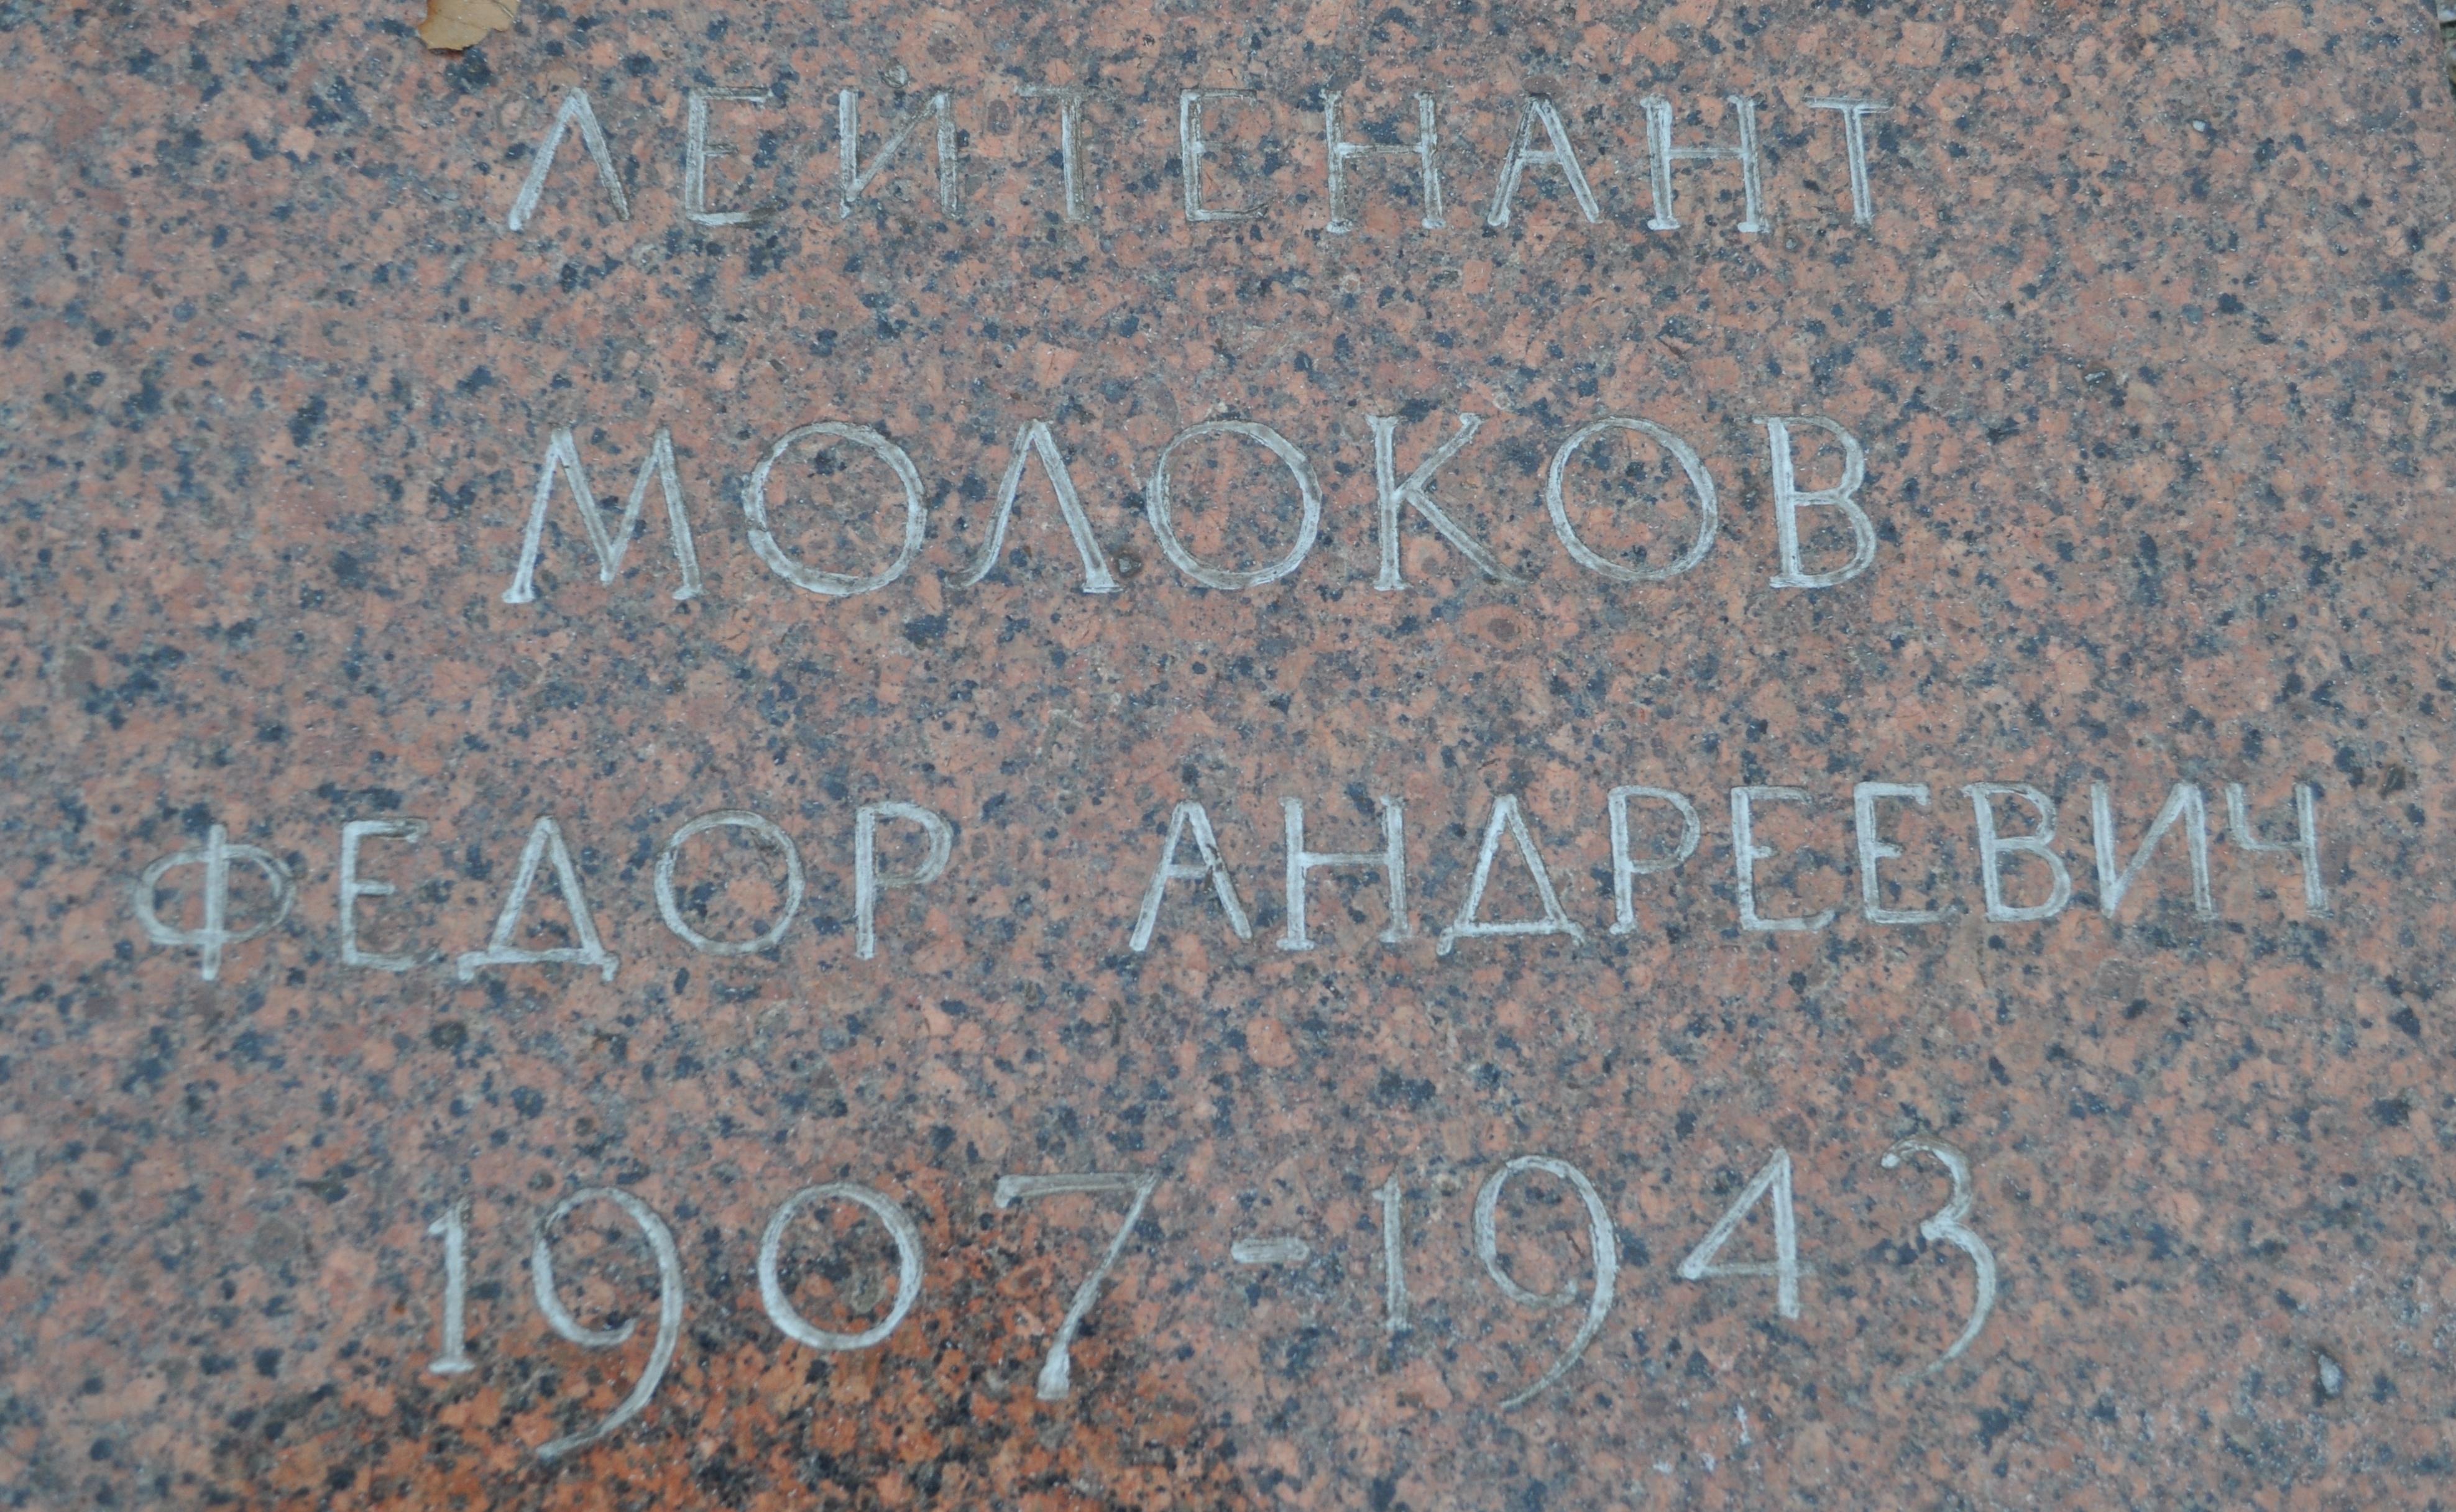 ЛЕЙТЕНАНТ
МОЛОКОВ
ФЕДОР АНДРЕЕВИЧ
1907-1943